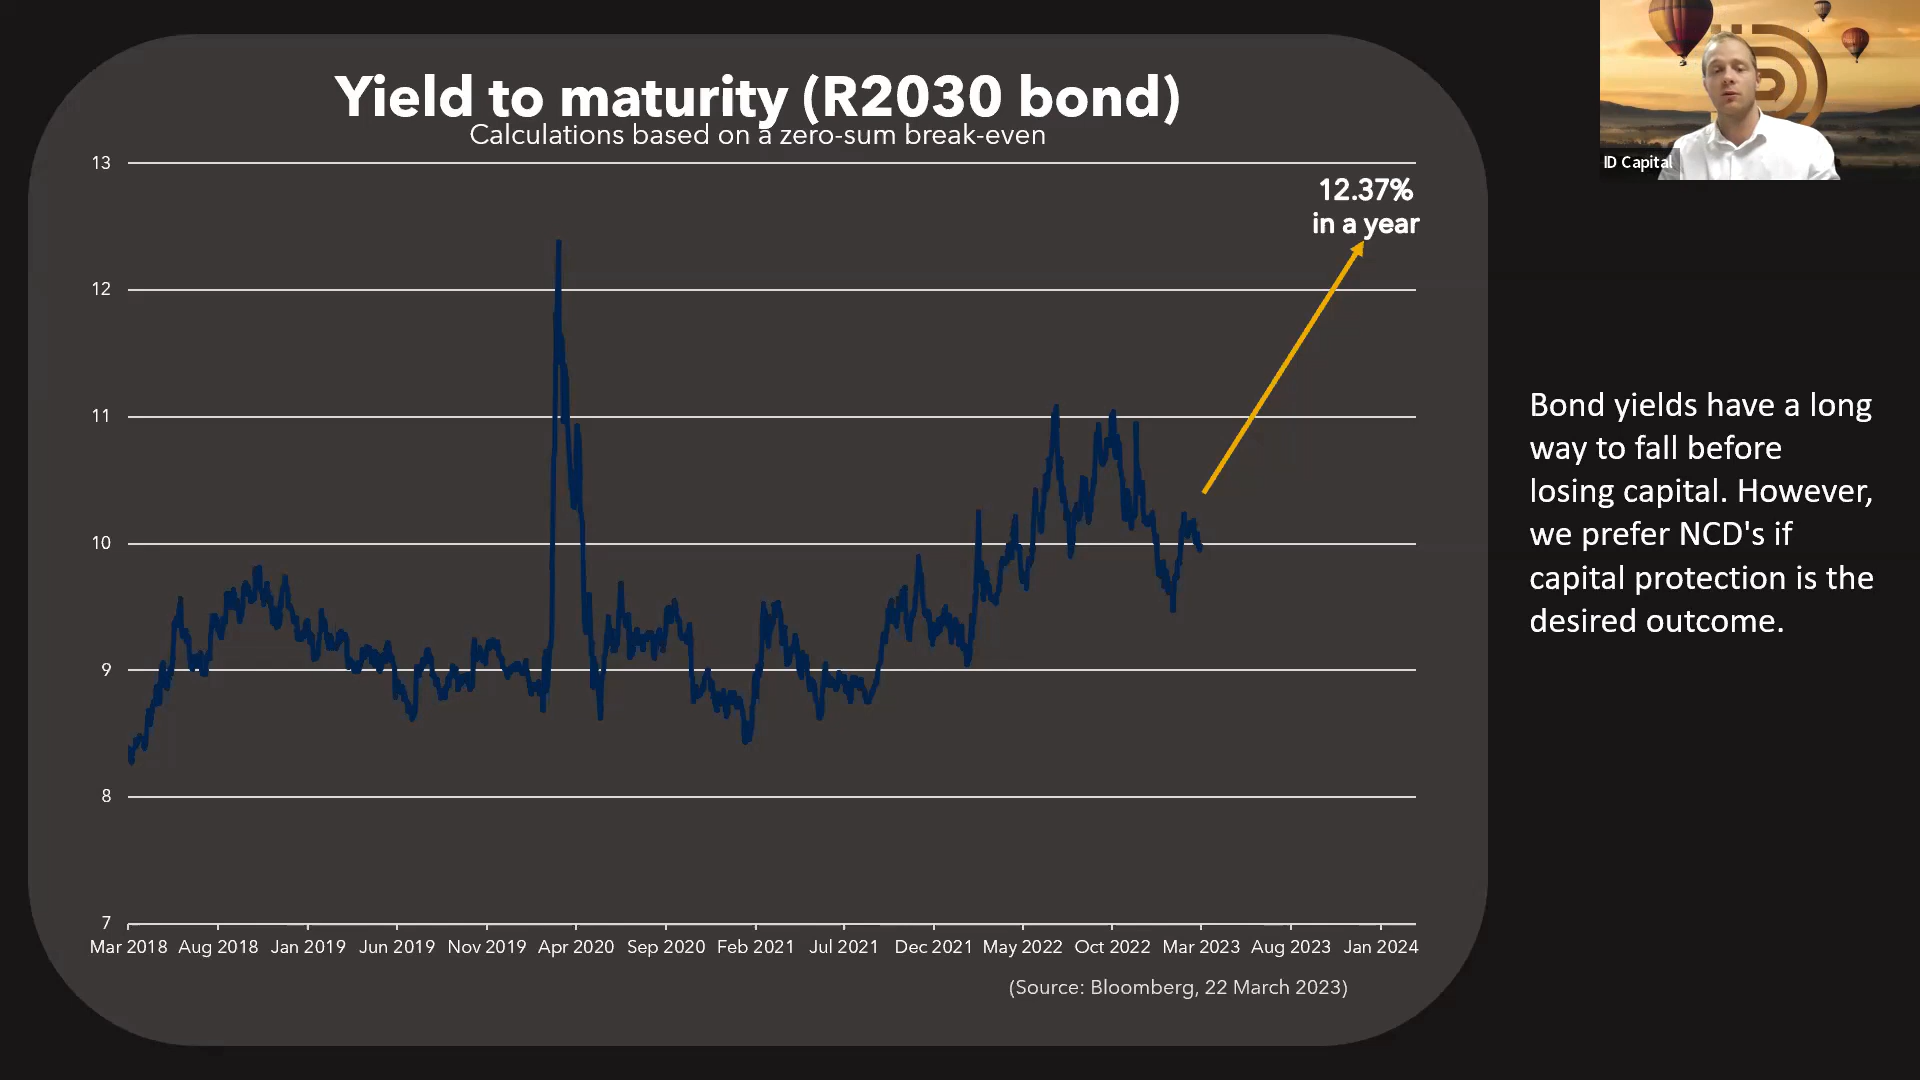 Yield to maturity (R2030 bond)
Calculations based on a zero-sum break-even
13
12
11
10
9
8
7
12.37%
in a year
Mar 2018 Aug 2018 Jan 2019 Jun 2019 Nov 2019 Apr 2020 Sep 2020 Feb 2021 Jul 2021 Dec 2021 May 2022 Oct 2022 Mar 2023 Aug 2023 Jan 2024
(Source: Bloomberg, 22 March 2023)
ID Capital
Bond yields have a long
way to fall before
losing capital. However,
we prefer NCD's if
capital protection is the
desired outcome.